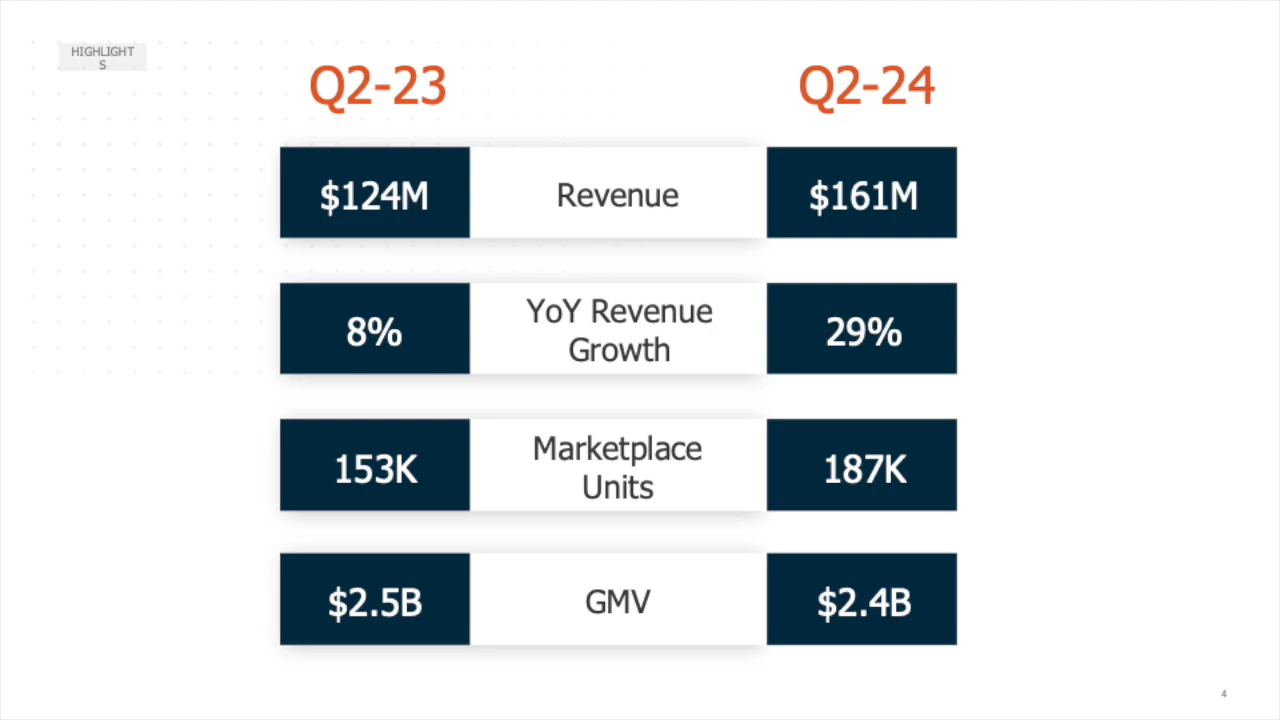 HIGHLIGHT
S
Q2-23
Q2-24
$124M
Revenue
$161M
8%
YoY Revenue
Growth
29%
153K
Marketplace
Units
187K
$2.5B
GMV
$2.4B
4